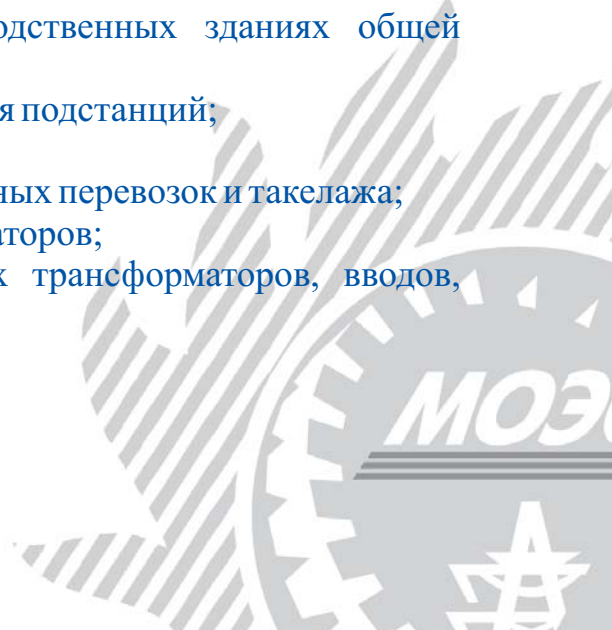 одственных зданиях общей
я подстанций;
ных перевозок и такелажа;
аторов;
х трансформаторов, вводов,
МОЭ